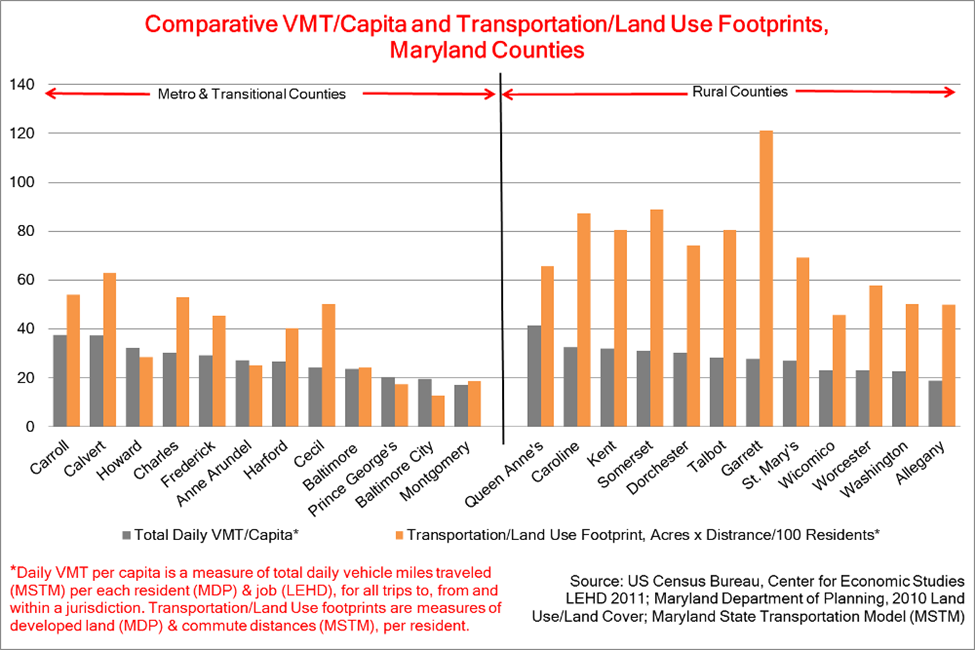 Comparative VMT/Capita and Transportation/Land Use Footprints,
Maryland Counties
140
120
100
80
60
40
20
0
Metro & Transitional Counties
Rural Counties
Carroll
Calvert
Howard
Charles
Frederick
Anne Arundel
Harford
Cecil
Baltimore
Prince George's
Baltimore City
Montgomery
Queen Anne's
Caroline
Kent
Somerset
Dorchester
Talbot
Garrett
St. Mary's
Wicomico
Worcester
Washington
Allegany
Total Daily VMT/Capita*
Transportation/Land Use Footprint, Acres x Distrance/100 Residents*
*Daily VMT per capita is a measure of total daily vehicle miles traveled
(MSTM) per each resident (MDP) & job (LEHD), for all trips to, from and
within a jurisdiction. Transportation/Land Use footprints are measures of
developed land (MDP) & commute distances (MSTM), per resident.
Source: US Census Bureau, Center for Economic Studies
LEHD 2011; Maryland Department of Planning, 2010 Land
Use/Land Cover; Maryland State Transportation Model (MSTM)